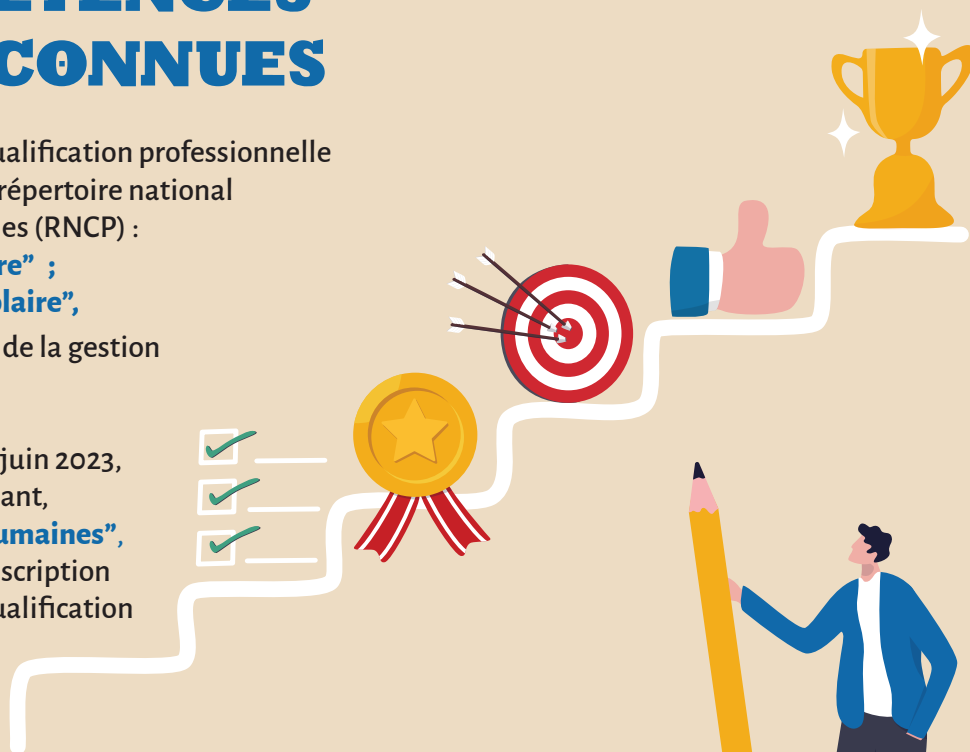 CONNUES
ualification professionnelle
répertoire national
es (RNCP) :
re” ;
laire”,
de la gestion
juin 2023,
ant,
umaines”,
scription
ualification